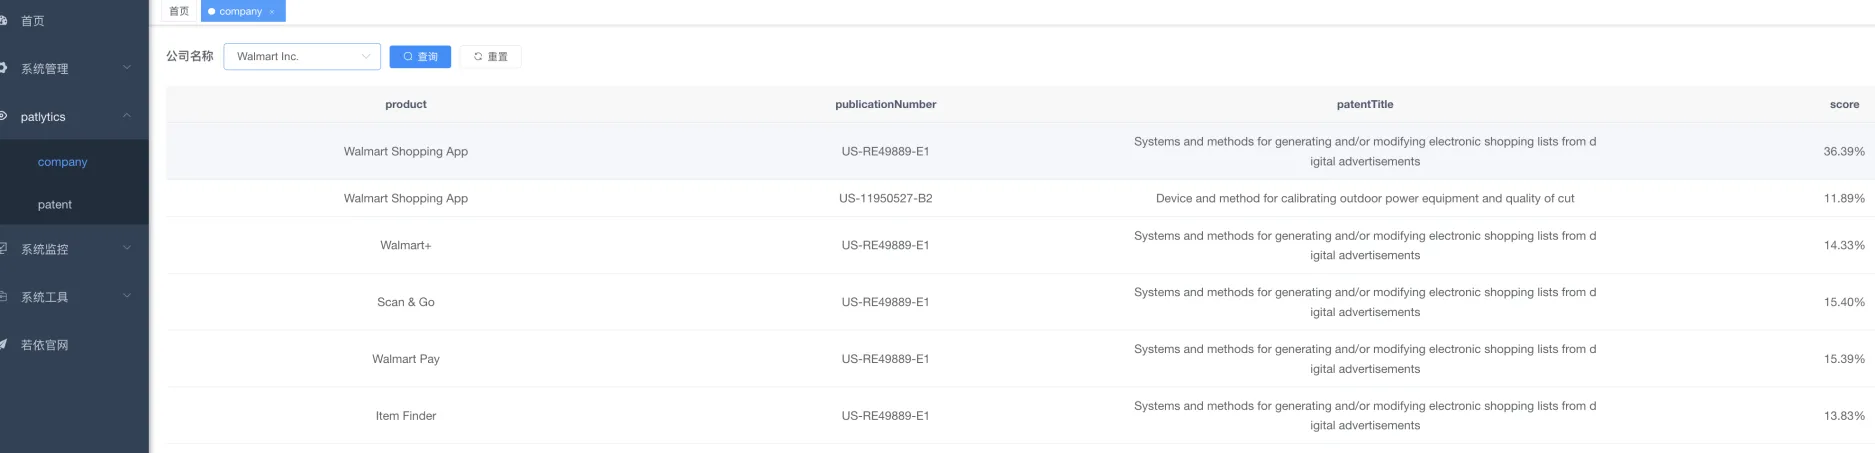 首页
系统管理
patlytics
company
patent
系统监控
系统工具
若依官网
首页
company ×
公司名称 Walmart Inc. 查询 重置
product publicationNumber patentTitle score
Walmart Shopping App US-RE49889-E1 Systems and methods for generating and/or modifying electronic shopping lists from d
igital advertisements 36.39%
Walmart Shopping App US-11950527-B2 Device and method for calibrating outdoor power equipment and quality of cut 11.89%
Walmart+ US-RE49889-E1 Systems and methods for generating and/or modifying electronic shopping lists from d
igital advertisements 14.33%
Scan & Go US-RE49889-E1 Systems and methods for generating and/or modifying electronic shopping lists from d
igital advertisements 15.40%
Walmart Pay US-RE49889-E1 Systems and methods for generating and/or modifying electronic shopping lists from d
igital advertisements 15.39%
Item Finder US-RE49889-E1 Systems and methods for generating and/or modifying electronic shopping lists from d
igital advertisements 13.83%